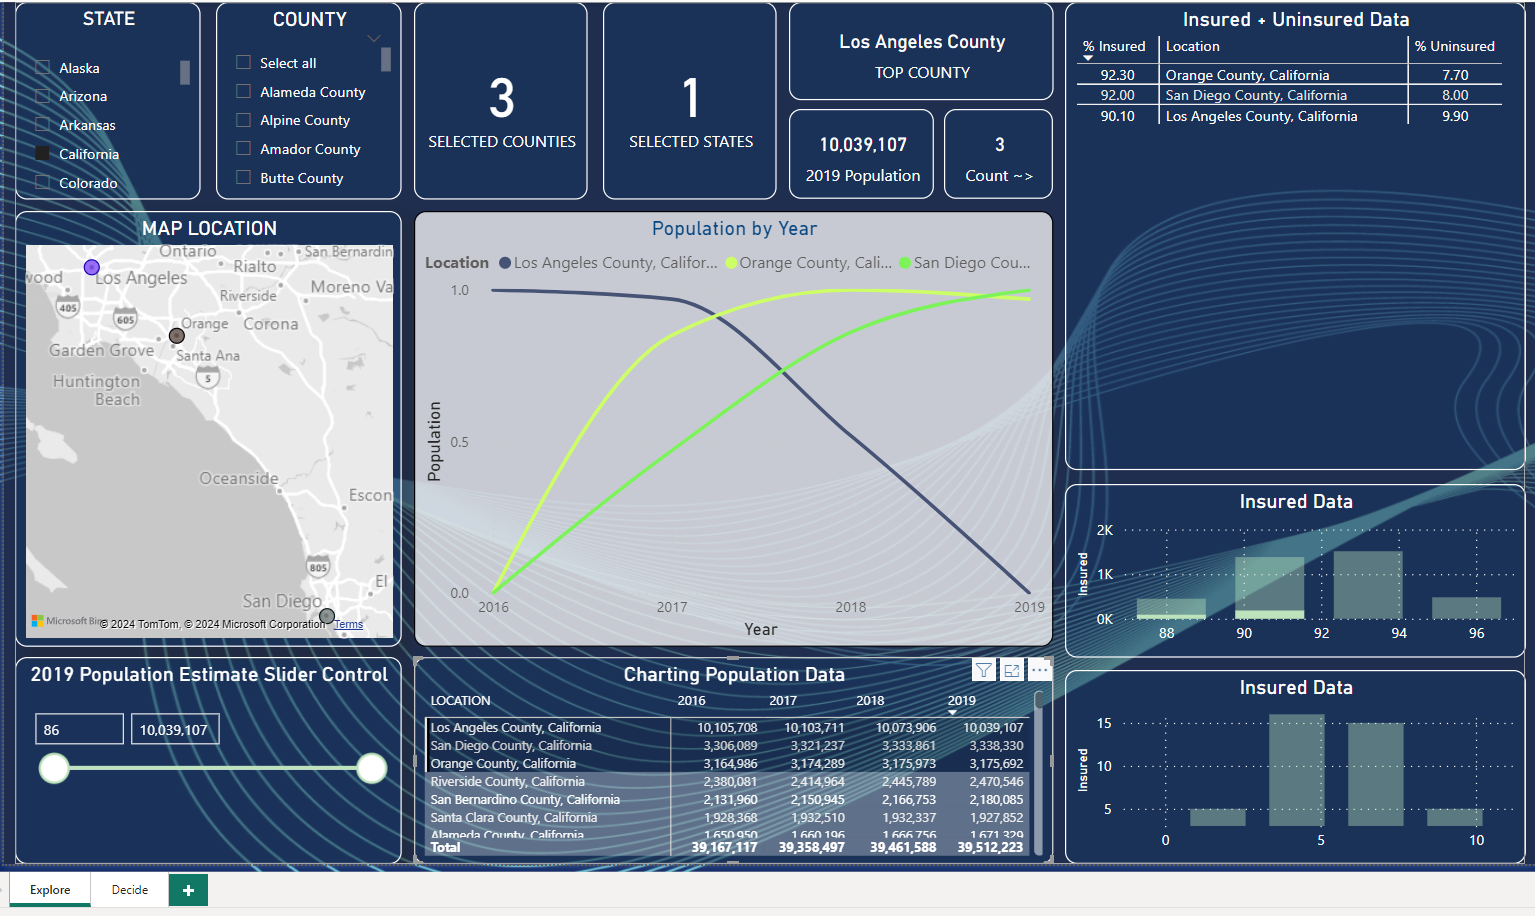 STATE
Alaska
Arizona
Arkansas
California
Colorado
COUNTY
Select all
Alameda County
Alpine County
Amador County
Butte County
3
SELECTED COUNTIES
1
SELECTED STATES
Los Angeles County
TOP COUNTY
10,039,107
2019 Population
3
Count ~>
Insured + Uninsured Data
% Insured Location % Uninsured
92.30 Orange County, California 7.70
92.00 San Diego County, California 8.00
90.10 Los Angeles County, California 9.90
MAP LOCATION
Ontario
San Bernardin
wood
Los Angeles
Rialto
Riverside
Moreno Va
405
605
Orange
Corona
Garden Grove
Santa Ana
5
Huntington
Beach
Oceanside
Escon
805
El
San Diego
Microsoft Bin
© 2024 TomTom, © 2024 Microsoft Corporation Terms
Population by Year
Location Los Angeles County, Califor... Orange County, Cali... San Diego Cou...
1.0
0.5
0.0
Population
2016 2017 2018 2019
Year
Insured Data
2K
1K
0K
Insured
88 90 92 94 96
2019 Population Estimate Slider Control
86
10,039,107
Charting Population Data
LOCATION 2016 2017 2018 2019
Los Angeles County, California 10,105,708 10,103,711 10,073,906 10,039,107
San Diego County, California 3,306,089 3,321,237 3,333,861 3,338,330
Orange County, California 3,164,986 3,174,289 3,175,973 3,175,692
Riverside County, California 2,380,081 2,414,964 2,445,789 2,470,546
San Bernardino County, California 2,131,960 2,150,945 2,166,753 2,180,085
Santa Clara County, California 1,928,368 1,932,510 1,932,337 1,927,852
Alameda County, California 1,650,950 1,660,196 1,666,756 1,671,329
Total 39,167,117 39,358,497 39,461,588 39,512,223
Insured Data
15
10
5
Insured
0 5 10
Explore
Decide
+